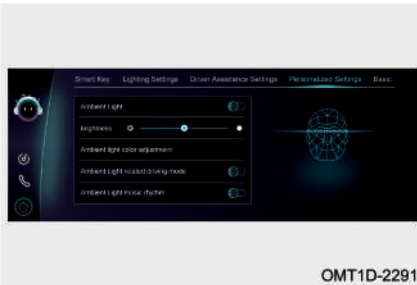 Smart Key Lighting Settings Driver Assistance Settings Personalized Settings Basic
Ambient Light
brightness
Ambient light color adjustment
Ambient Light rotated driving mode
Ambient Light music rhythm
OMT1D-2291